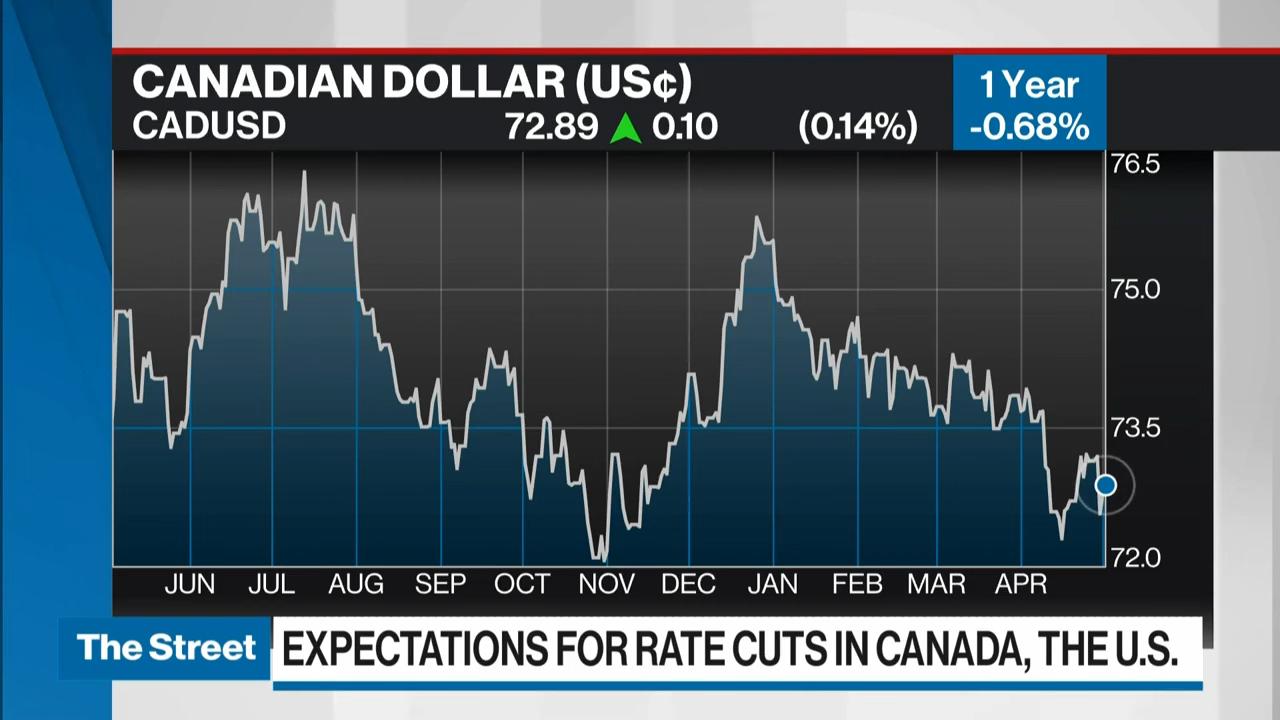 CANADIAN DOLLAR (US¢)
CADUSD 72.89 ▲ 0.10 (0.14%)
1 Year
-0.68%
76.5
75.0
73.5
72.0
JUN JUL AUG SEP OCT NOV DEC JAN FEB MAR APR
The Street
EXPECTATIONS FOR RATE CUTS IN CANADA, THE U.S.